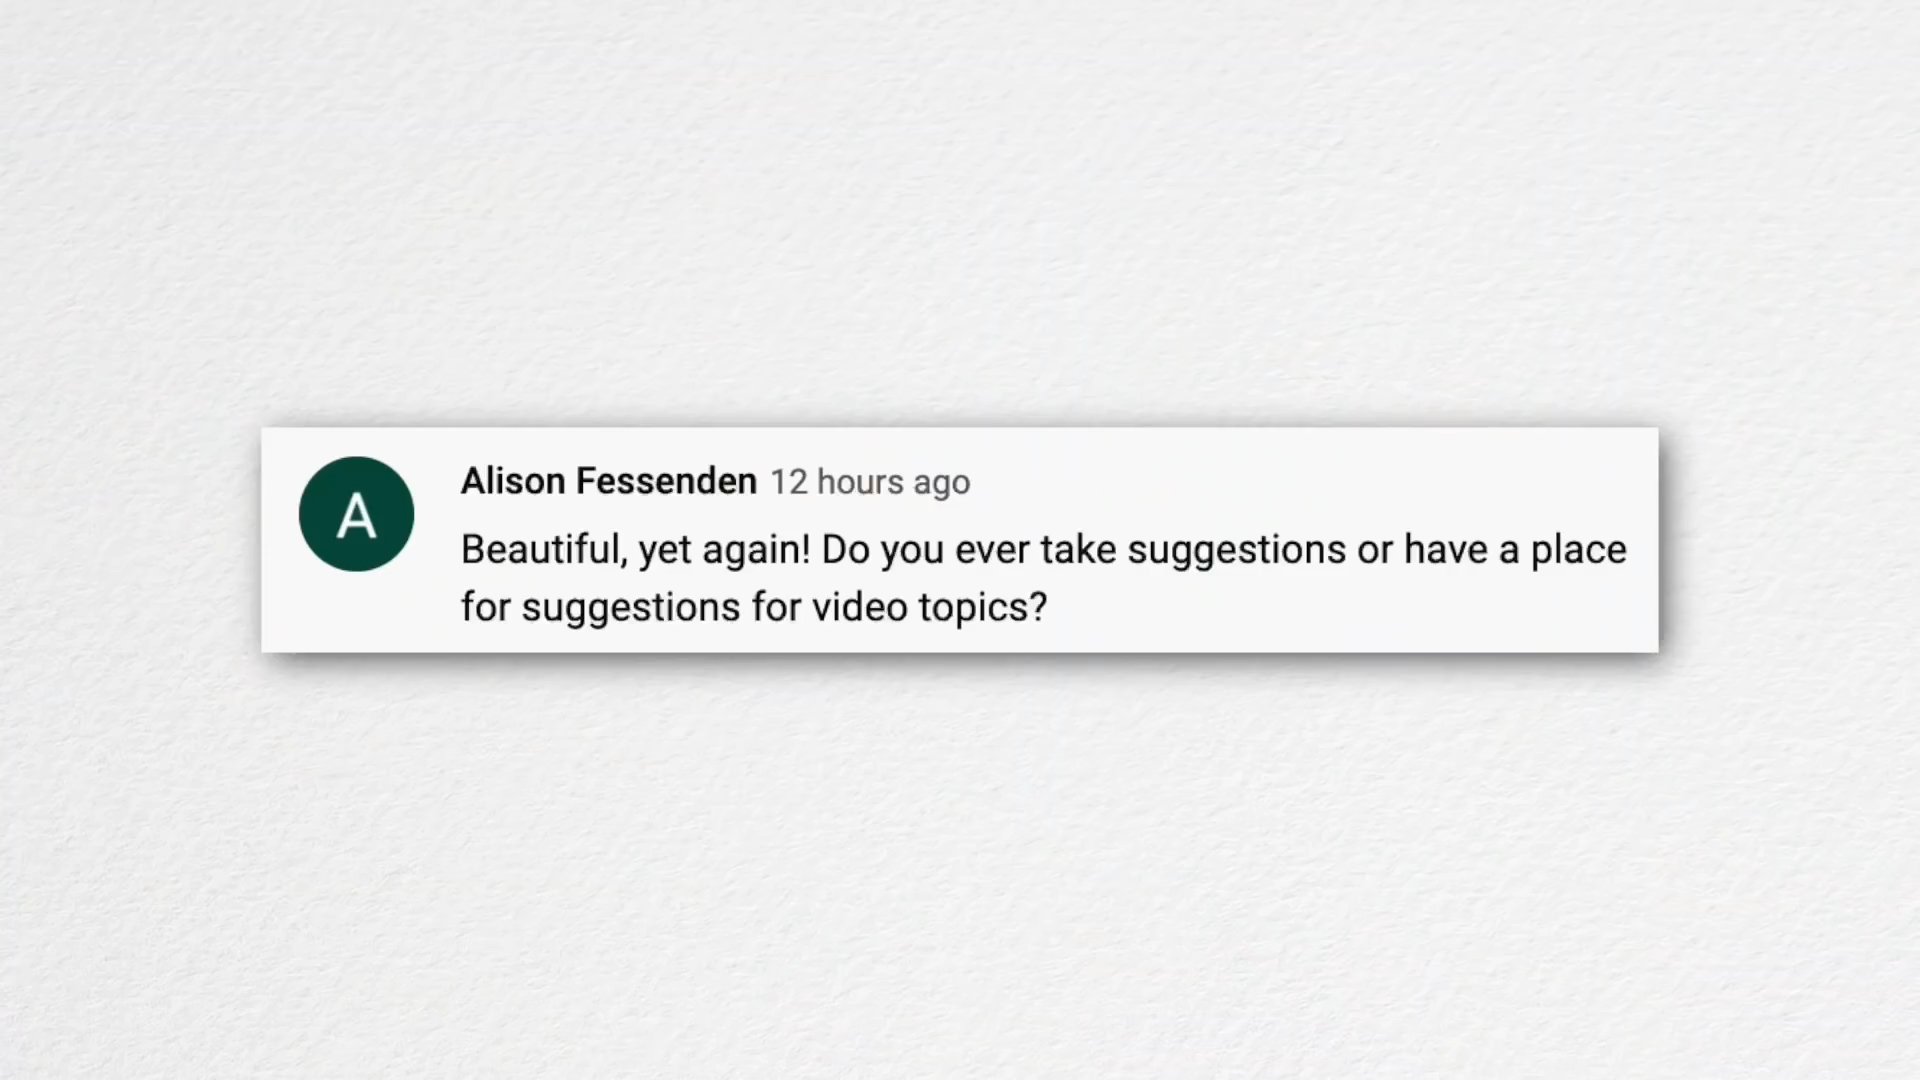 A
Alison Fessenden 12 hours ago
Beautiful, yet again! Do you ever take suggestions or have a place
for suggestions for video topics?